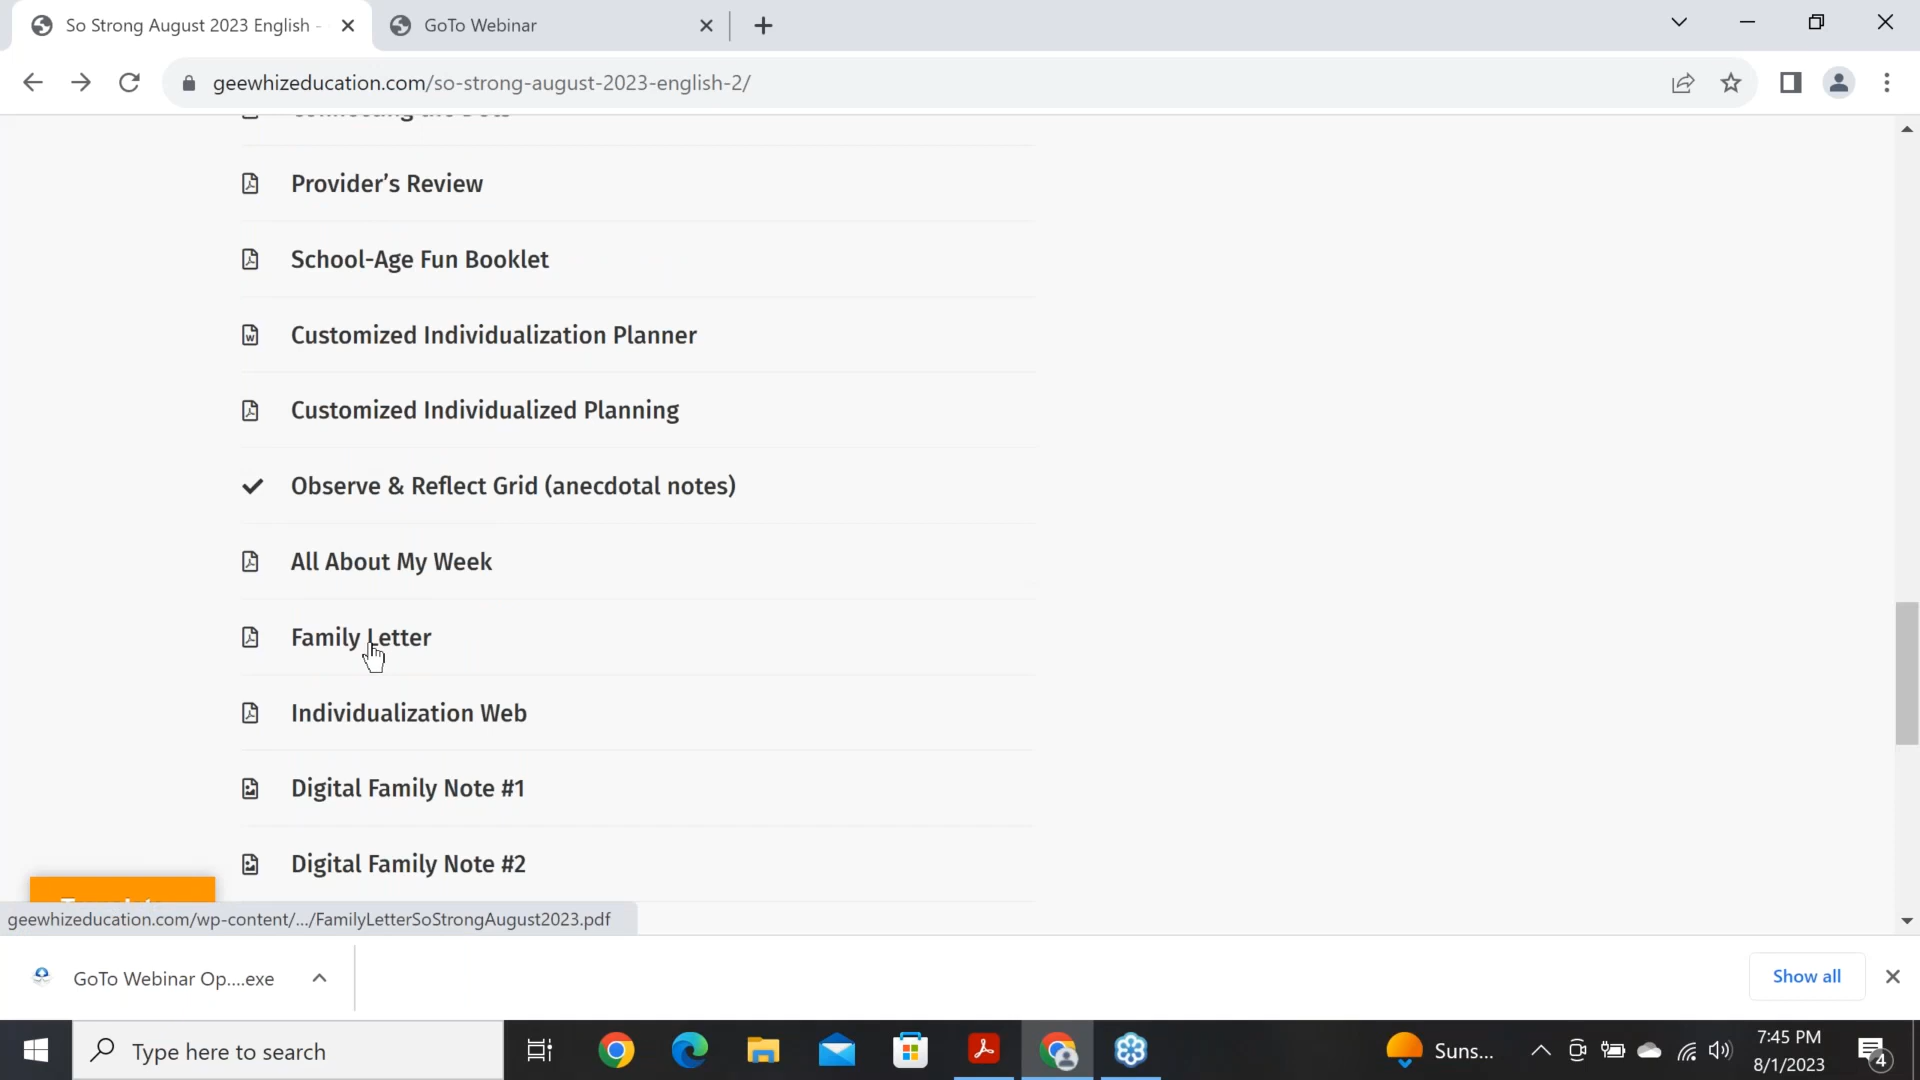 So Strong August 2023 English -
GoTo Webinar
geewhizeducation.com/so-strong-august-2023-english-2/
Connecting the Dots
Provider's Review
School-Age Fun Booklet
Customized Individualization Planner
Customized Individualized Planning
Observe & Reflect Grid (anecdotal notes)
All About My Week
Family Letter
Individualization Web
Digital Family Note #1
Digital Family Note #2
geewhizeducation.com/wp-content/.../FamilyLetterSoStrongAugust2023.pdf
GoTo Webinar Op....exe
Show all
Type here to search
Suns...
7:45 PM
8/1/2023
4